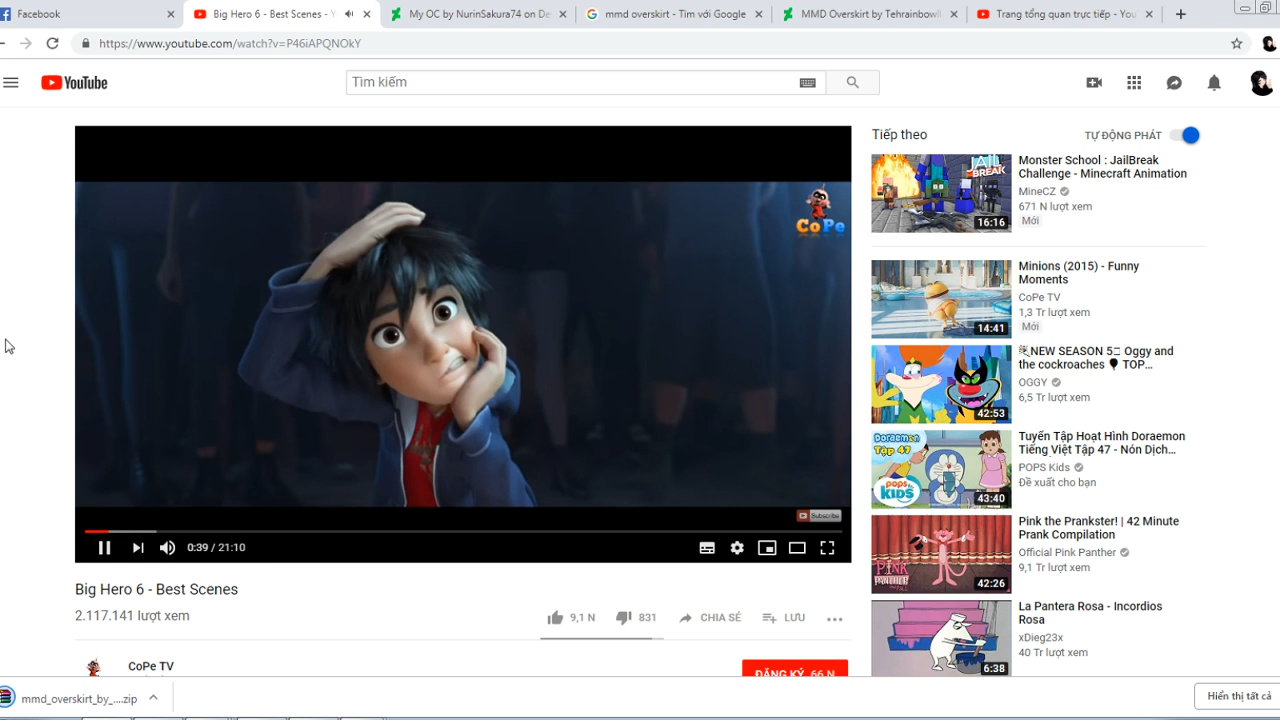 Facebook
Big Hero 6 - Best Scenes - Y
MMD Overskirt by Tehrainbowll
mmd overskirt - Tìm với Google
Trang tổng quan trực tiếp - You
https://www.youtube.com/watch?v=P46iAPQNOkY
YouTube
Tìm kiếm
CoPe
Subscribe
0:39 / 21:10
Big Hero 6 - Best Scenes
2.117.141 lượt xem
9,1 N
831
CHIA SẺ
LƯU
CoPe TV
ĐĂNG KÝ 66 N
Tiếp theo
TỰ ĐỘNG PHÁT
JAIL
BREAK
16:16
Monster School : JailBreak
Challenge - Minecraft Animation
MineCZ
671 N lượt xem
Mới
14:41
Minions (2015) - Funny
Moments
CoPe TV
1,3 Tr lượt xem
Mới
42:53
NEW SEASON 5 Oggy and
the cockroaches TOP...
OGGY
6,5 Tr lượt xem
Doraemon
Tập 47
POPS
KIDS
43:40
Tuyển Tập Hoạt Hình Doraemon
Tiếng Việt Tập 47 - Nón Dịch...
POPS Kids
Đề xuất cho bạn
PINK
PANTHER
42:26
Pink the Prankster! | 42 Minute
Prank Compilation
Official Pink Panther
9,1 Tr lượt xem
6:38
La Pantera Rosa - Incordios
Rosa
xDieg23x
40 Tr lượt xem
mmd_overskirt_by_....zip
Hiển thị tất cả